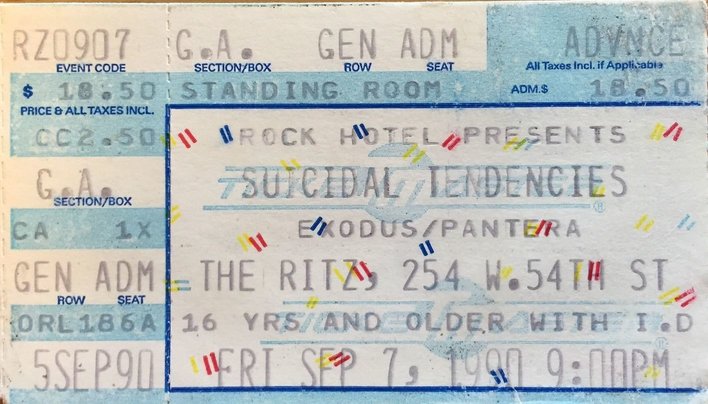 RZ0907 G.A. GEN ADM ADVNCE
EVENT CODE SECTION/BOX ROW SEAT All Taxes Incl. if Applicable
$ 18.50 STANDING ROOM ADM.$ 18.50
PRICE & ALL TAXES INCL.
CC2.50 ROCK HOTEL PRESENTS
G.A. SUICIDAL TENDENCIES
SECTION/BOX
CA 1X EXODUS/PANTERA
GEN ADM THE RITZ, 254 W.54TH ST
ROW SEAT
ORL186A 16 YRS AND OLDER WITH I.D
5SEP90 FRI SEP 7, 1990 9:00PM